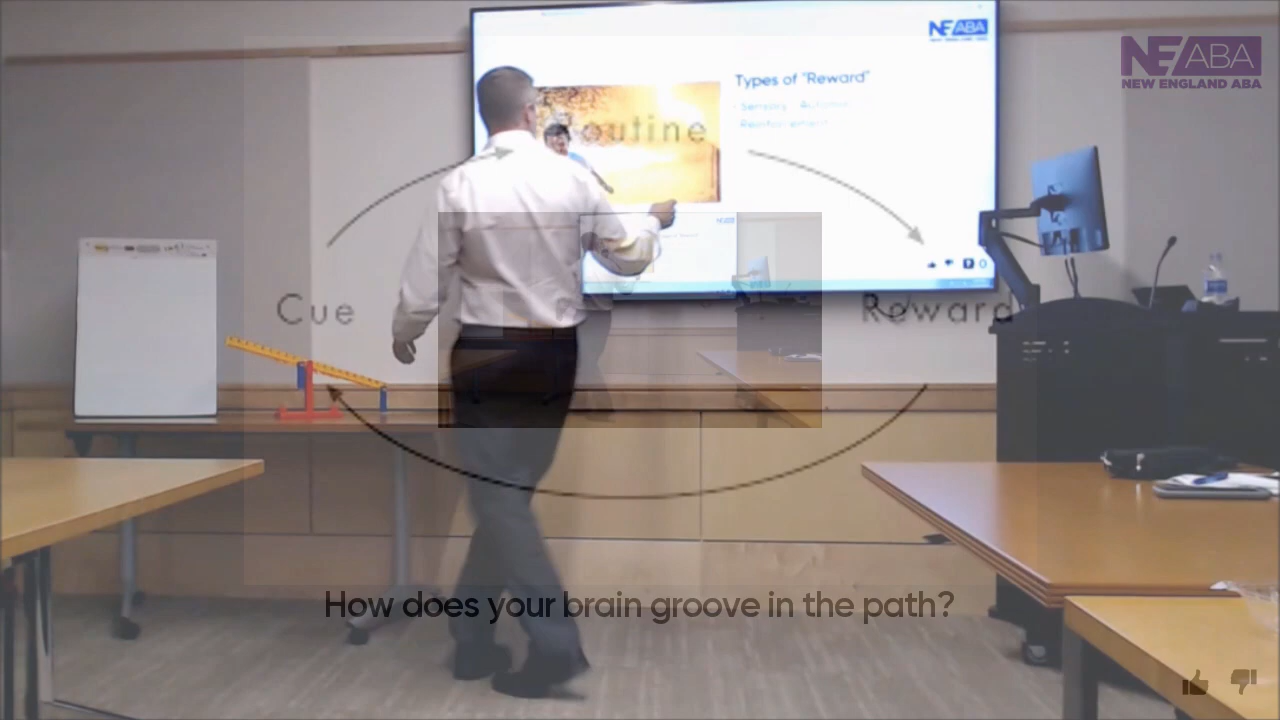 NEABA
NEABA
NEW ENGLAND ABA
Types of "Reward"
Routine
Cue
Reward
How does your brain groove in the path?